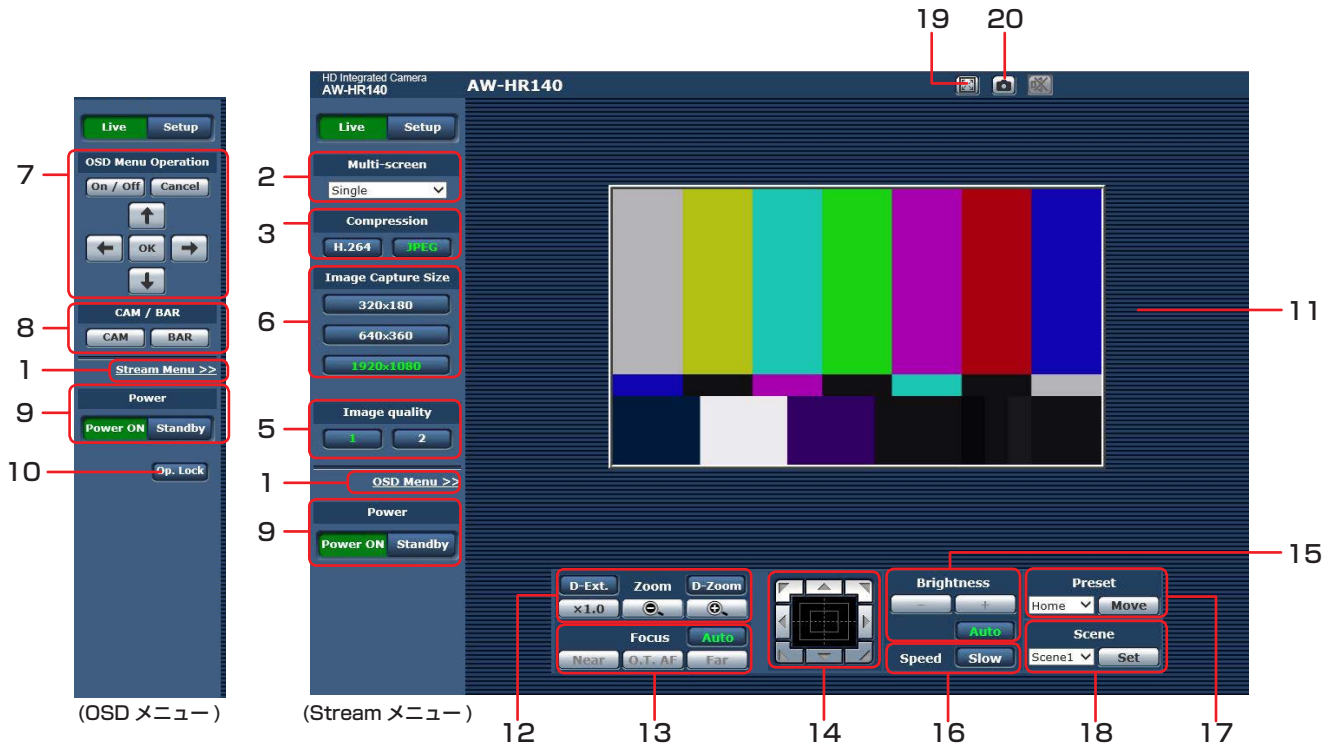 19 20
HD Integrated Camera
AW-HR140
AW-HR140
Live Setup
7
OSD Menu Operation
On / Off Cancel
OK
8
CAM / BAR
CAM BAR
1
Stream Menu >>
9
Power
Power ON Standby
10
Op. Lock
(OSD メニュー)
Live Setup
2
Multi-screen
Single
3
Compression
H.264 JPEG
6
Image Capture Size
320x180
640x360
1920x1080
5
Image quality
1 2
1
OSD Menu >>
9
Power
Power ON Standby
(Stream メニュー)
11
15
D-Ext. Zoom D-Zoom
×1.0
Focus Auto
Near O.T. AF Far
Brightness
- +
Auto
Speed Slow
Preset
Home Move
Scene
Scene1 Set
12 13 14 16 18 17